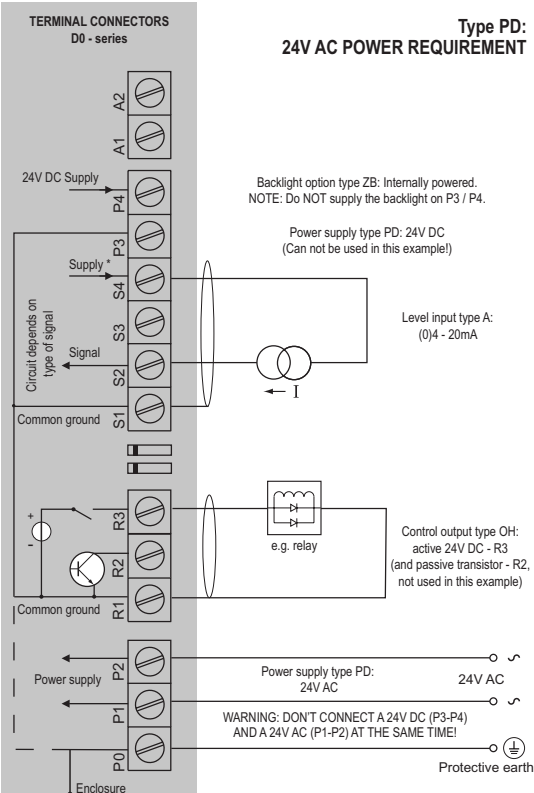 TERMINAL CONNECTORS
D0 - series
Type PD:
24V AC POWER REQUIREMENT
A2
A1
24V DC Supply
P4
Backlight option type ZB: Internally powered.
NOTE: Do NOT supply the backlight on P3 / P4.
P3
Power supply type PD: 24V DC
(Can not be used in this example!)
Supply *
S4
Circuit depends on
type of signal
S3
Level input type A:
(0)4 - 20mA
Signal
S2
I
Common ground
S1
+
-
R3
e.g. relay
Control output type OH:
active 24V DC - R3
(and passive transistor - R2,
not used in this example)
R2
Common ground
R1
Power supply
P2
Power supply type PD:
24V AC
24V AC
P1
WARNING: DON'T CONNECT A 24V DC (P3-P4)
AND A 24V AC (P1-P2) AT THE SAME TIME!
P0
Protective earth
Enclosure